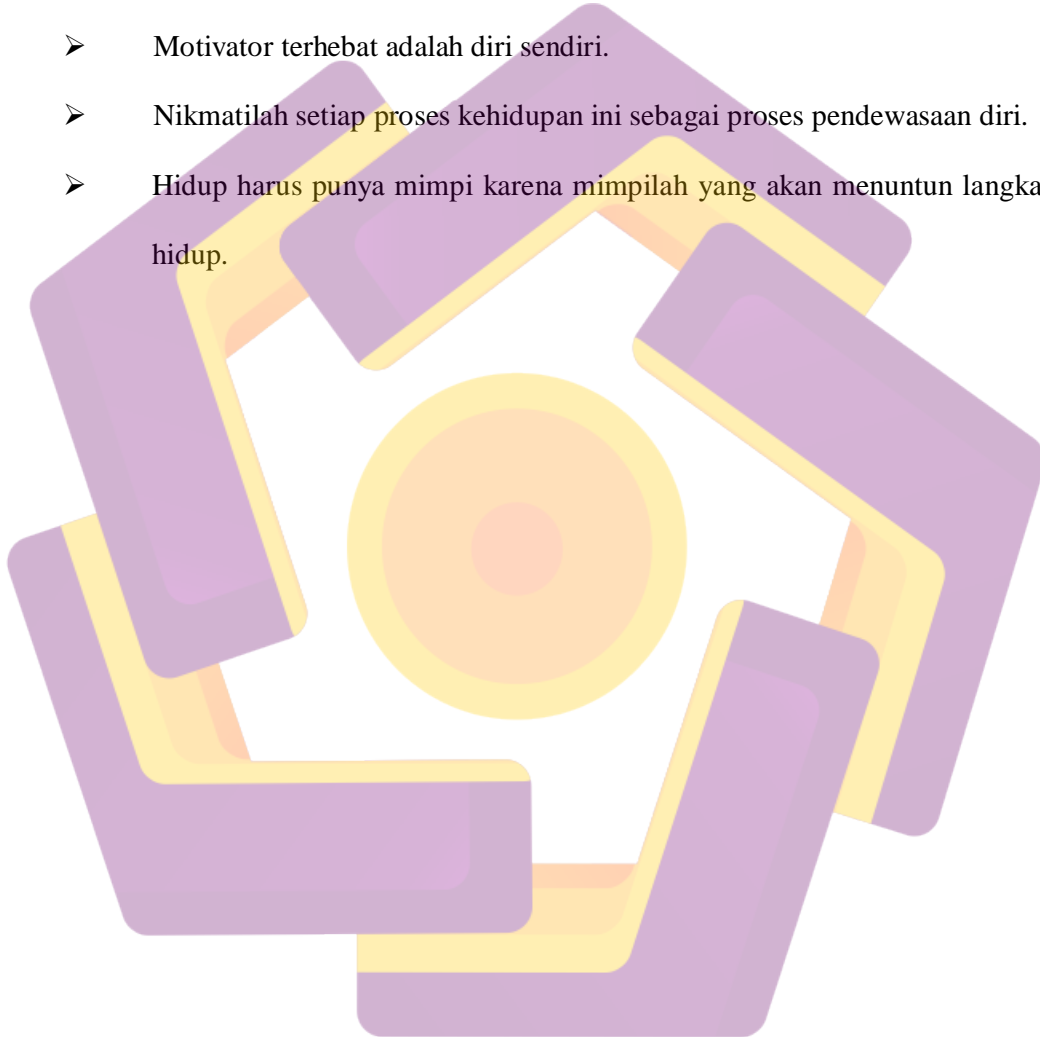 ➢ Motivator terhebat adalah diri sendiri.
➢ Nikmatilah setiap proses kehidupan ini sebagai proses pendewasaan diri.
➢ Hidup harus punya mimpi karena mimpilah yang akan menuntun langka
hidup.